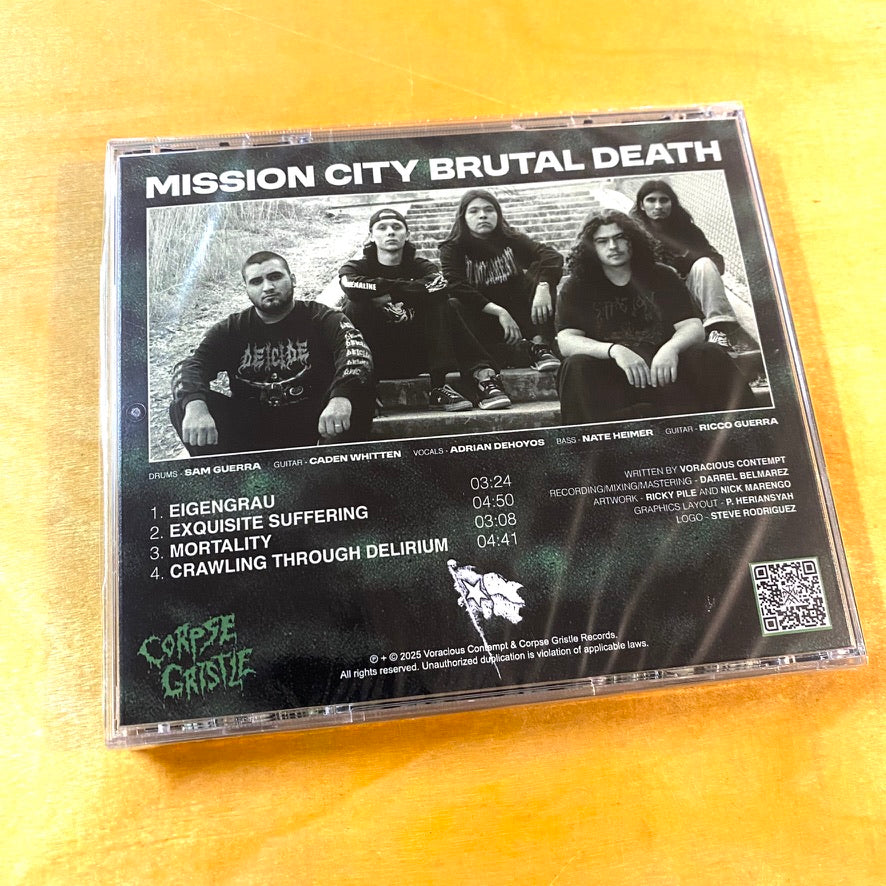 MISSION CITY BRUTAL DEATH
DEICIDE
DRUMS - SAM GUERRA GUITAR - CADEN WHITTEN VOCALS - ADRIAN DEHOYOS BASS - NATE HEIMER GUITAR - RICCO GUERRA
1. EIGENGRAU 03:24
2. EXQUISITE SUFFERING 04:50
3. MORTALITY 03:08
4. CRAWLING THROUGH DELIRIUM 04:41
WRITTEN BY VORACIOUS CONTEMPT
RECORDING/MIXING/MASTERING - DARREL BELMAREZ
ARTWORK - RICKY PILE AND NICK MARENGO
GRAPHICS LAYOUT - P. HERIANSYAH
LOGO - STEVE RODRIGUEZ
CORPSE
GRISTLE
℗ + © 2025 Voracious Contempt & Corpse Gristle Records.
All rights reserved. Unauthorized duplication is violation of applicable laws.